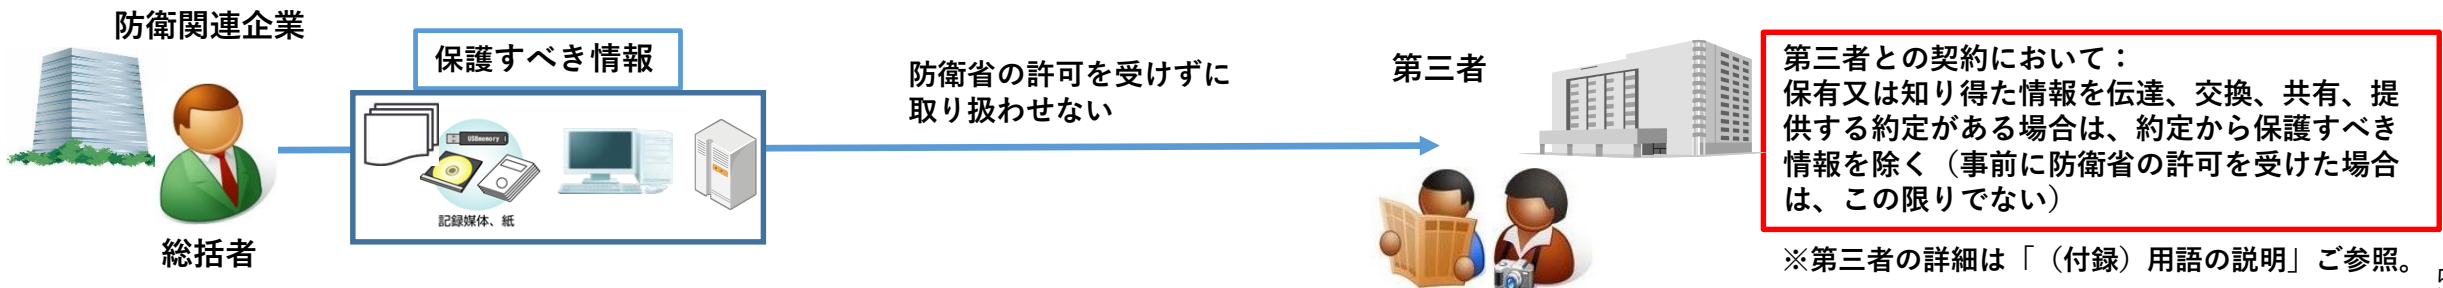 防衛関連企業
総括者
保護すべき情報
USBmemory
記録媒体、紙
防衛省の許可を受けずに
取り扱わせない
第三者
第三者との契約において：
保有又は知り得た情報を伝達、交換、共有、提
供する約定がある場合は、約定から保護すべき
情報を除く（事前に防衛省の許可を受けた場合
は、この限りでない）
※第三者の詳細は「（付録）用語の説明」ご参照。